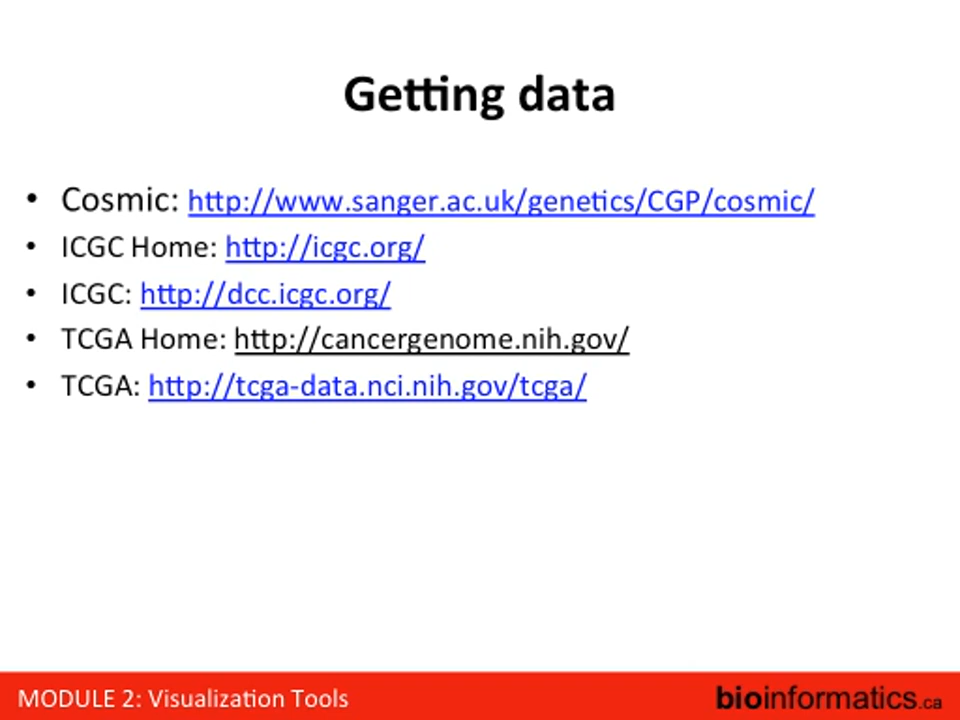 Getting data
• Cosmic: http://www.sanger.ac.uk/genetics/CGP/cosmic/
• ICGC Home: http://icgc.org/
• ICGC: http://dcc.icgc.org/
• TCGA Home: http://cancergenome.nih.gov/
• TCGA: http://tcga-data.nci.nih.gov/tcga/
MODULE 2: Visualization Tools
bioinformatics.ca